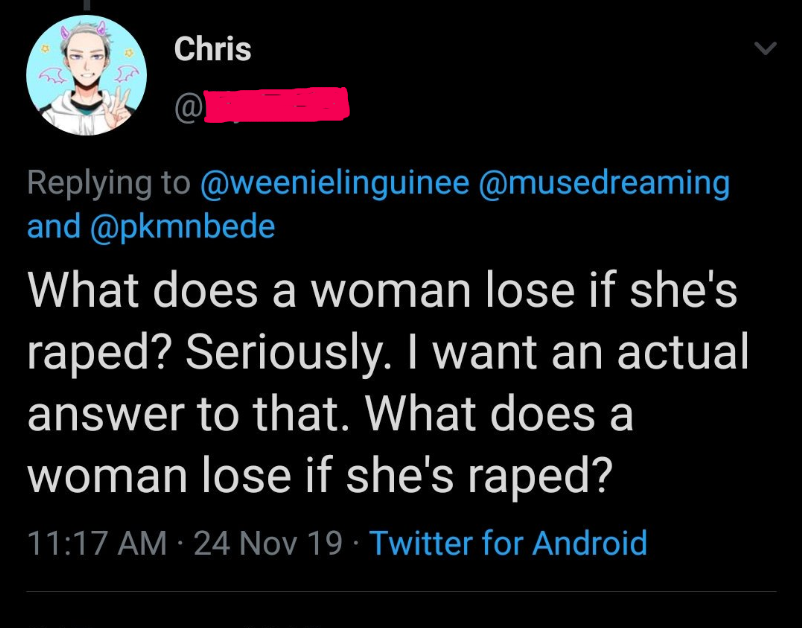 Chris
@
Replying to @weenielinguinee @musedreaming
and @pkmnbede
What does a woman lose if she's
raped? Seriously. I want an actual
answer to that. What does a
woman lose if she's raped?
11:17 AM · 24 Nov 19 · Twitter for Android